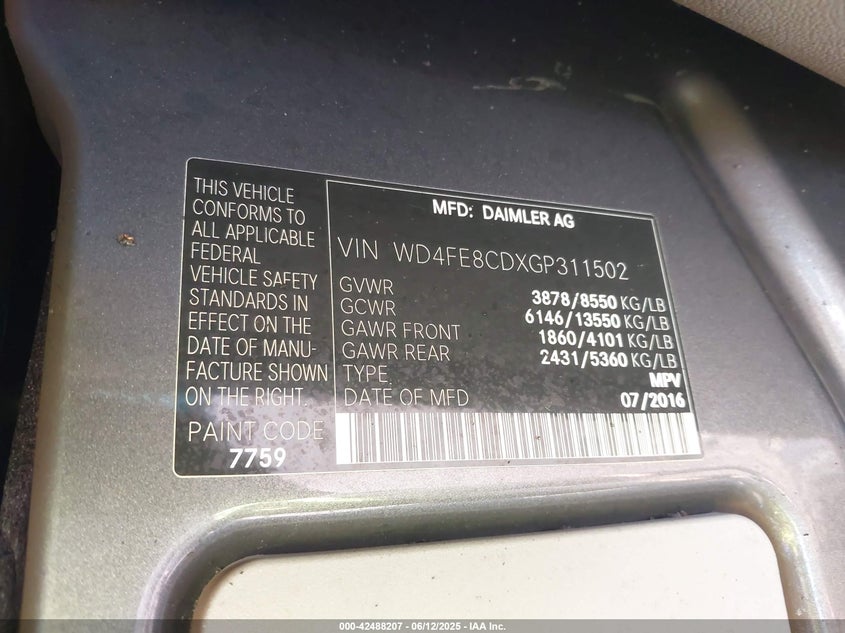 THIS VEHICLE
CONFORMS TO
ALL APPLICABLE
FEDERAL
VEHICLE SAFETY
STANDARDS IN
EFFECT ON THE
DATE OF MANU-
FACTURE SHOWN
ON THE RIGHT.
PAINT CODE
7759
MFD: DAIMLER AG
VIN WD4FE8CDXGP311502
GVWR 3878/8550 KG/LB
GCWR 6146/13550 KG/LB
GAWR FRONT 1860/4101 KG/LB
GAWR REAR 2431/5360 KG/LB
TYPE MPV
DATE OF MFD 07/2016
000-42488207 - 06/12/2025 - IAA Inc.